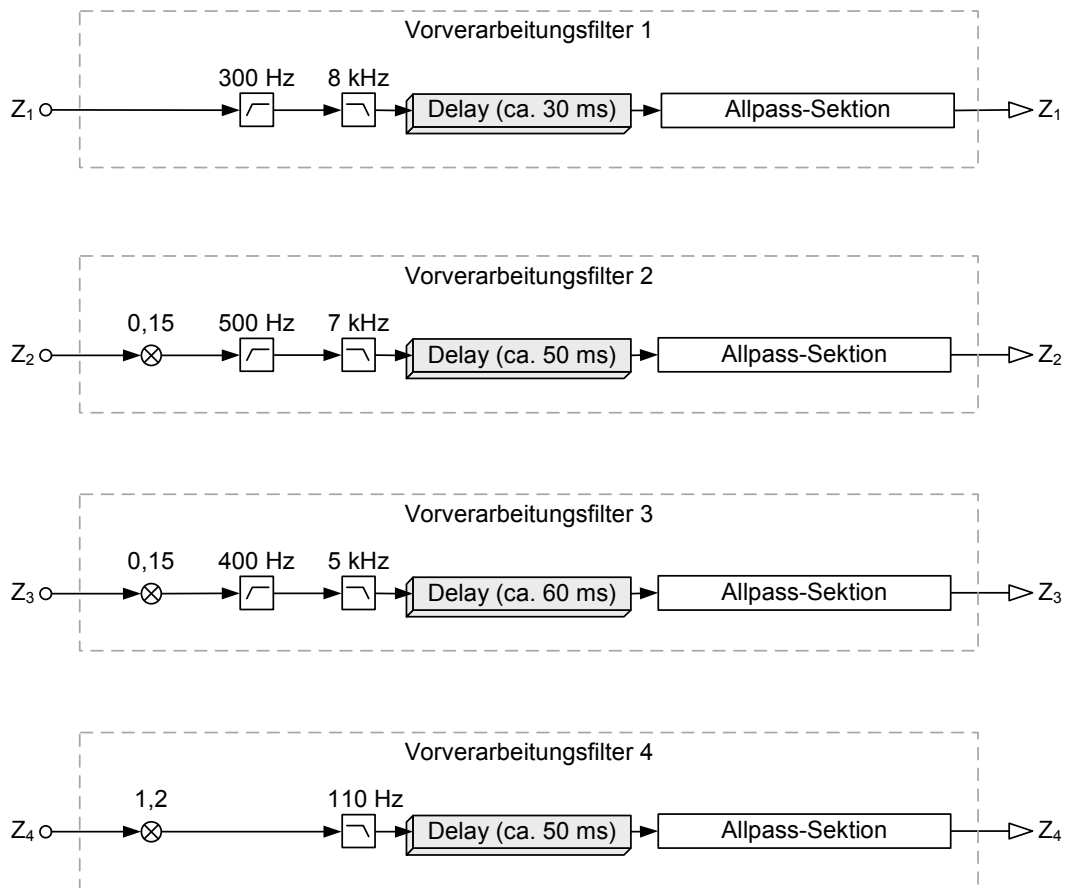 Vorverarbeitungsfilter 1
300 Hz 8 kHz
Z1 Delay (ca. 30 ms) Allpass-Sektion Z1
Vorverarbeitungsfilter 2
0,15 500 Hz 7 kHz
Z2 Delay (ca. 50 ms) Allpass-Sektion Z2
Vorverarbeitungsfilter 3
0,15 400 Hz 5 kHz
Z3 Delay (ca. 60 ms) Allpass-Sektion Z3
Vorverarbeitungsfilter 4
1,2 110 Hz
Z4 Delay (ca. 50 ms) Allpass-Sektion Z4